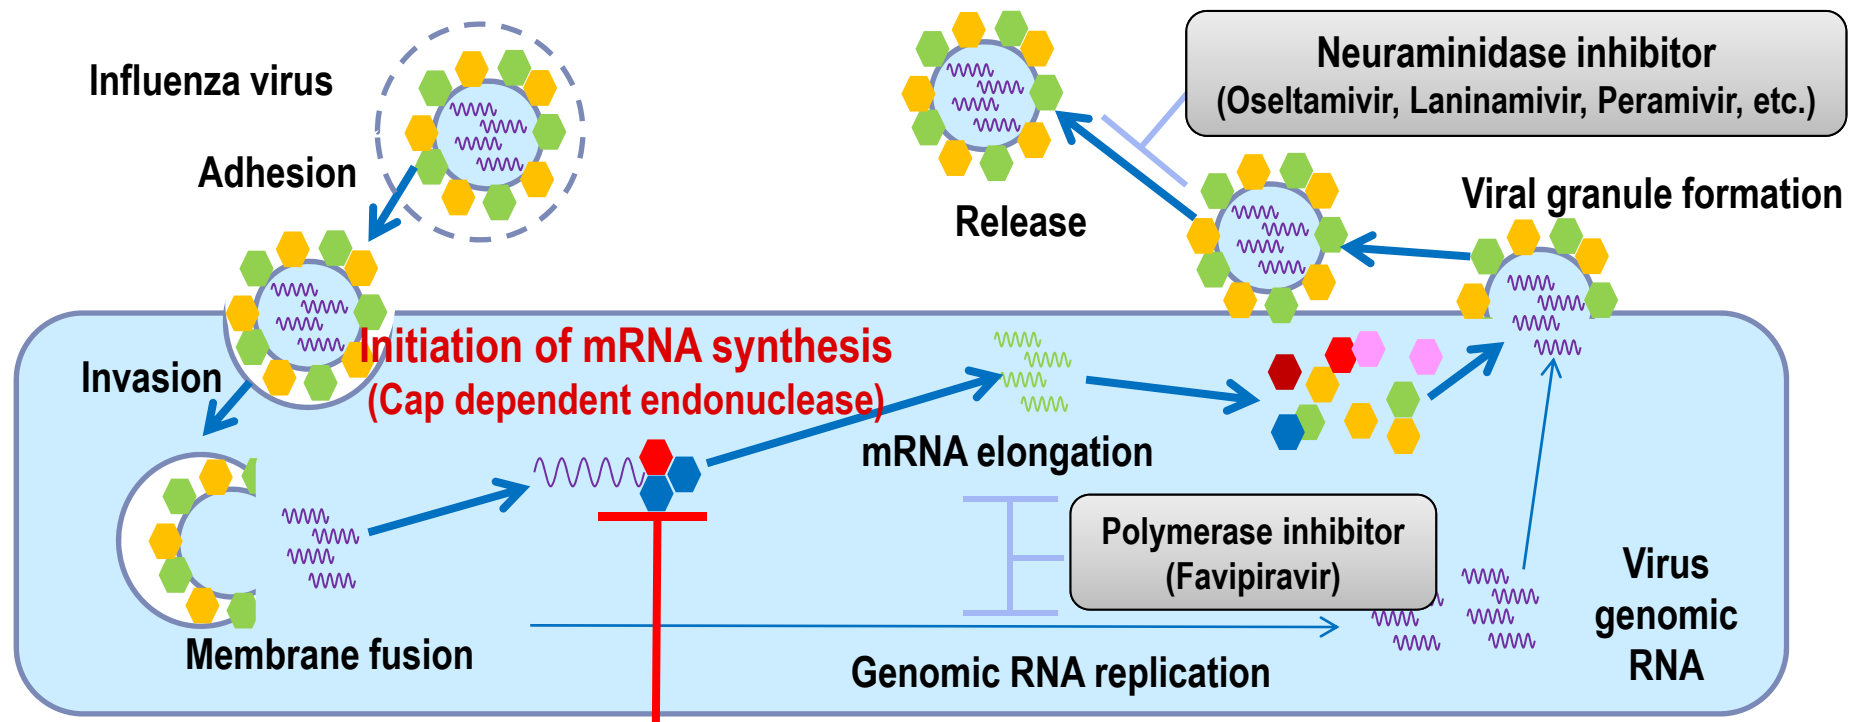 Influenza virus
Adhesion
Invasion
Membrane fusion
Initiation of mRNA synthesis
(Cap dependent endonuclease)
mRNA elongation
Polymerase inhibitor
(Favipiravir)
Genomic RNA replication
Virus
genomic
RNA
Viral granule formation
Release
Neuraminidase inhibitor
(Oseltamivir, Laninamivir, Peramivir, etc.)